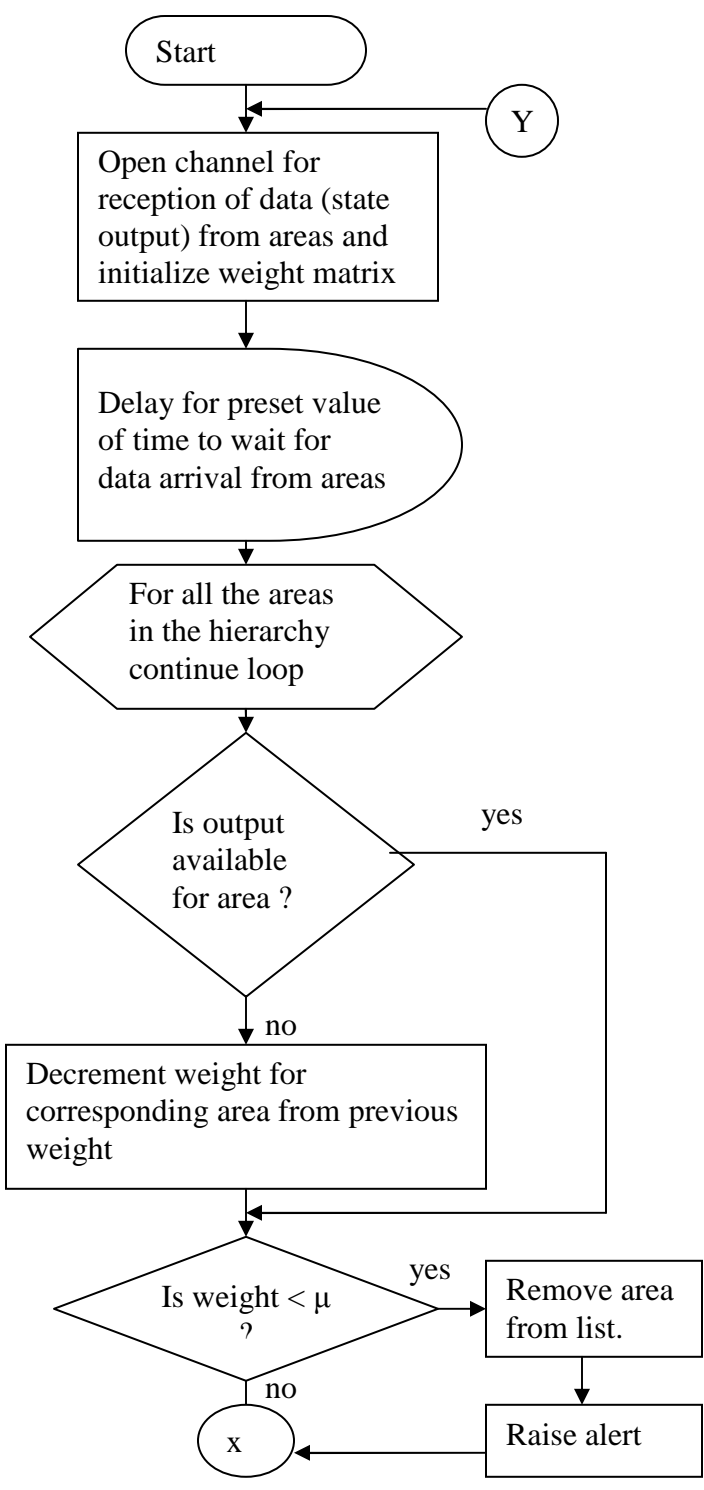 Start
Y
Open channel for
reception of data (state
output) from areas and
initialize weight matrix
Delay for preset value
of time to wait for
data arrival from areas
For all the areas
in the hierarchy
continue loop
Is output
available
for area ?
yes
no
Decrement weight for
corresponding area from previous
weight
Is weight < μ
?
yes
Remove area
from list.
no
x
Raise alert